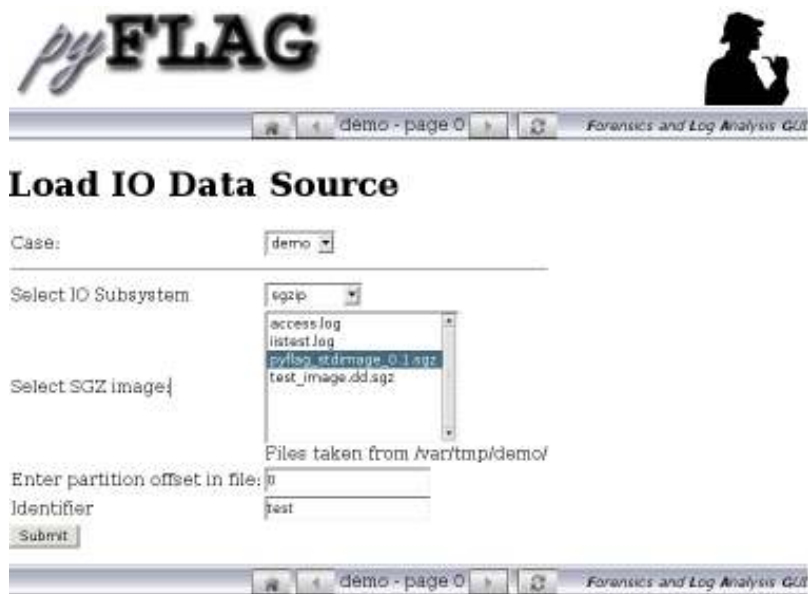 pyFLAG
demo - page 0 Forensics and Log Analysis GUI
Load IO Data Source
Case: demo
Select IO Subsystem sgzip
access.log
iistest.log
pyflag_stdimage_0.1.sgz
test_image.dd.sgz
Select SGZ image:
Files taken from /var/tmp/demo/
Enter partition offset in file: 0
Identifier test
Submit
demo - page 0 Forensics and Log Analysis GUI